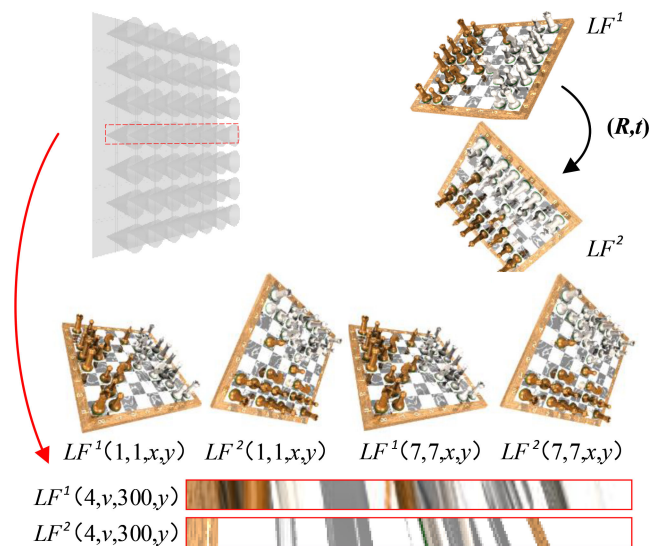 LF¹
(R,t)
LF²
LF¹(1,1,x,y) LF²(1,1,x,y) LF¹(7,7,x,y) LF²(7,7,x,y)
LF¹(4,v,300,y)
LF²(4,v,300,y)